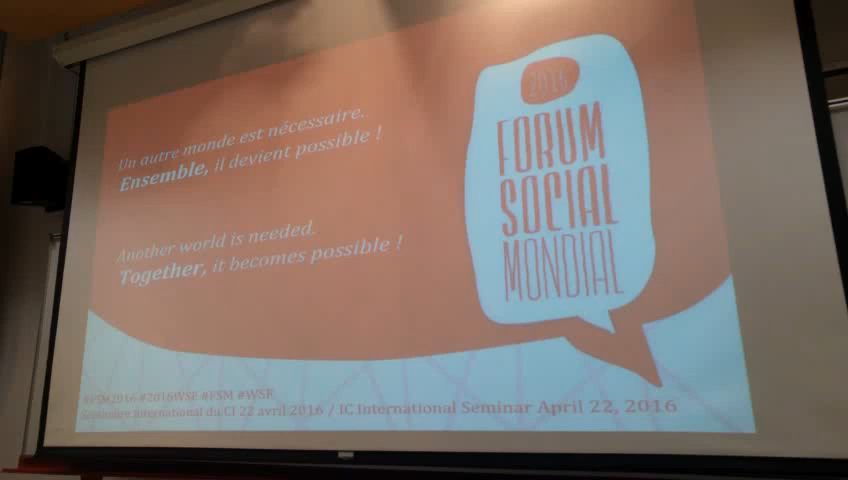 Un autre monde est nécessaire.
Ensemble, il devient possible !
Another world is needed.
Together, it becomes possible !
2016
FORUM
SOCIAL
MONDIAL
#FSM2016 #2016WSF #FSM #WSF
Séminaire International du CI 22 avril 2016 / IC International Seminar April 22, 2016